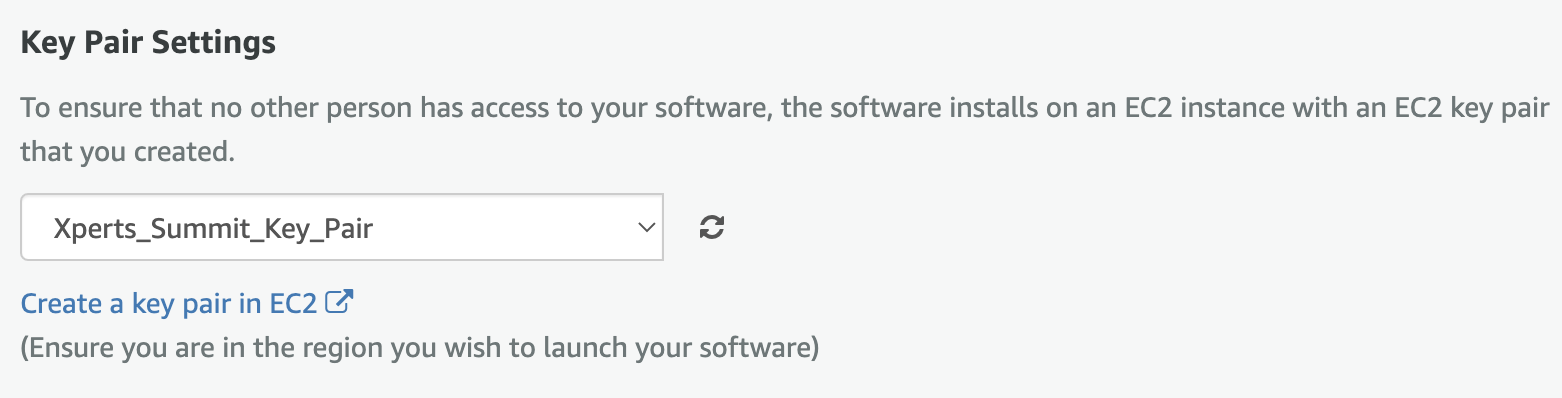 Key Pair Settings
To ensure that no other person has access to your software, the software installs on an EC2 instance with an EC2 key pair
that you created.
Xperts_Summit_Key_Pair
Create a key pair in EC2
(Ensure you are in the region you wish to launch your software)